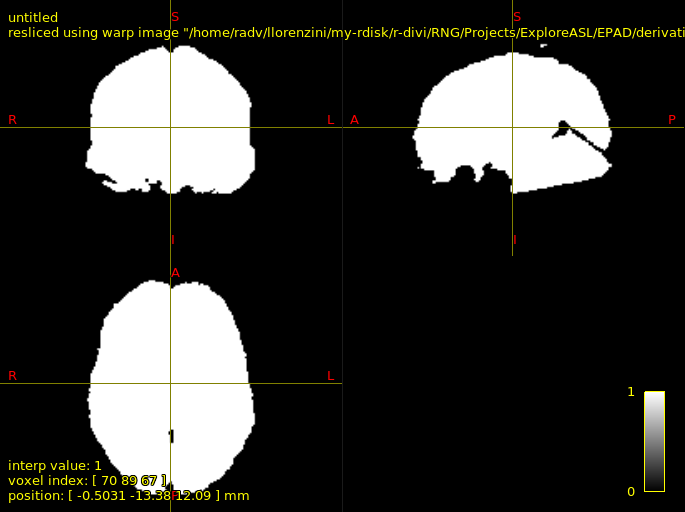 untitled
resliced using warp image "/home/radv/llorenzini/my-rdisk/r-divi/RNG/Projects/ExploreASL/EPAD/derivati
S
S
R
L
A
P
I
I
A
R
L
1
interp value: 1
voxel index: [ 70 89 67 ]
0
position: [ -0.5031 -13.38 12.09 ] mm